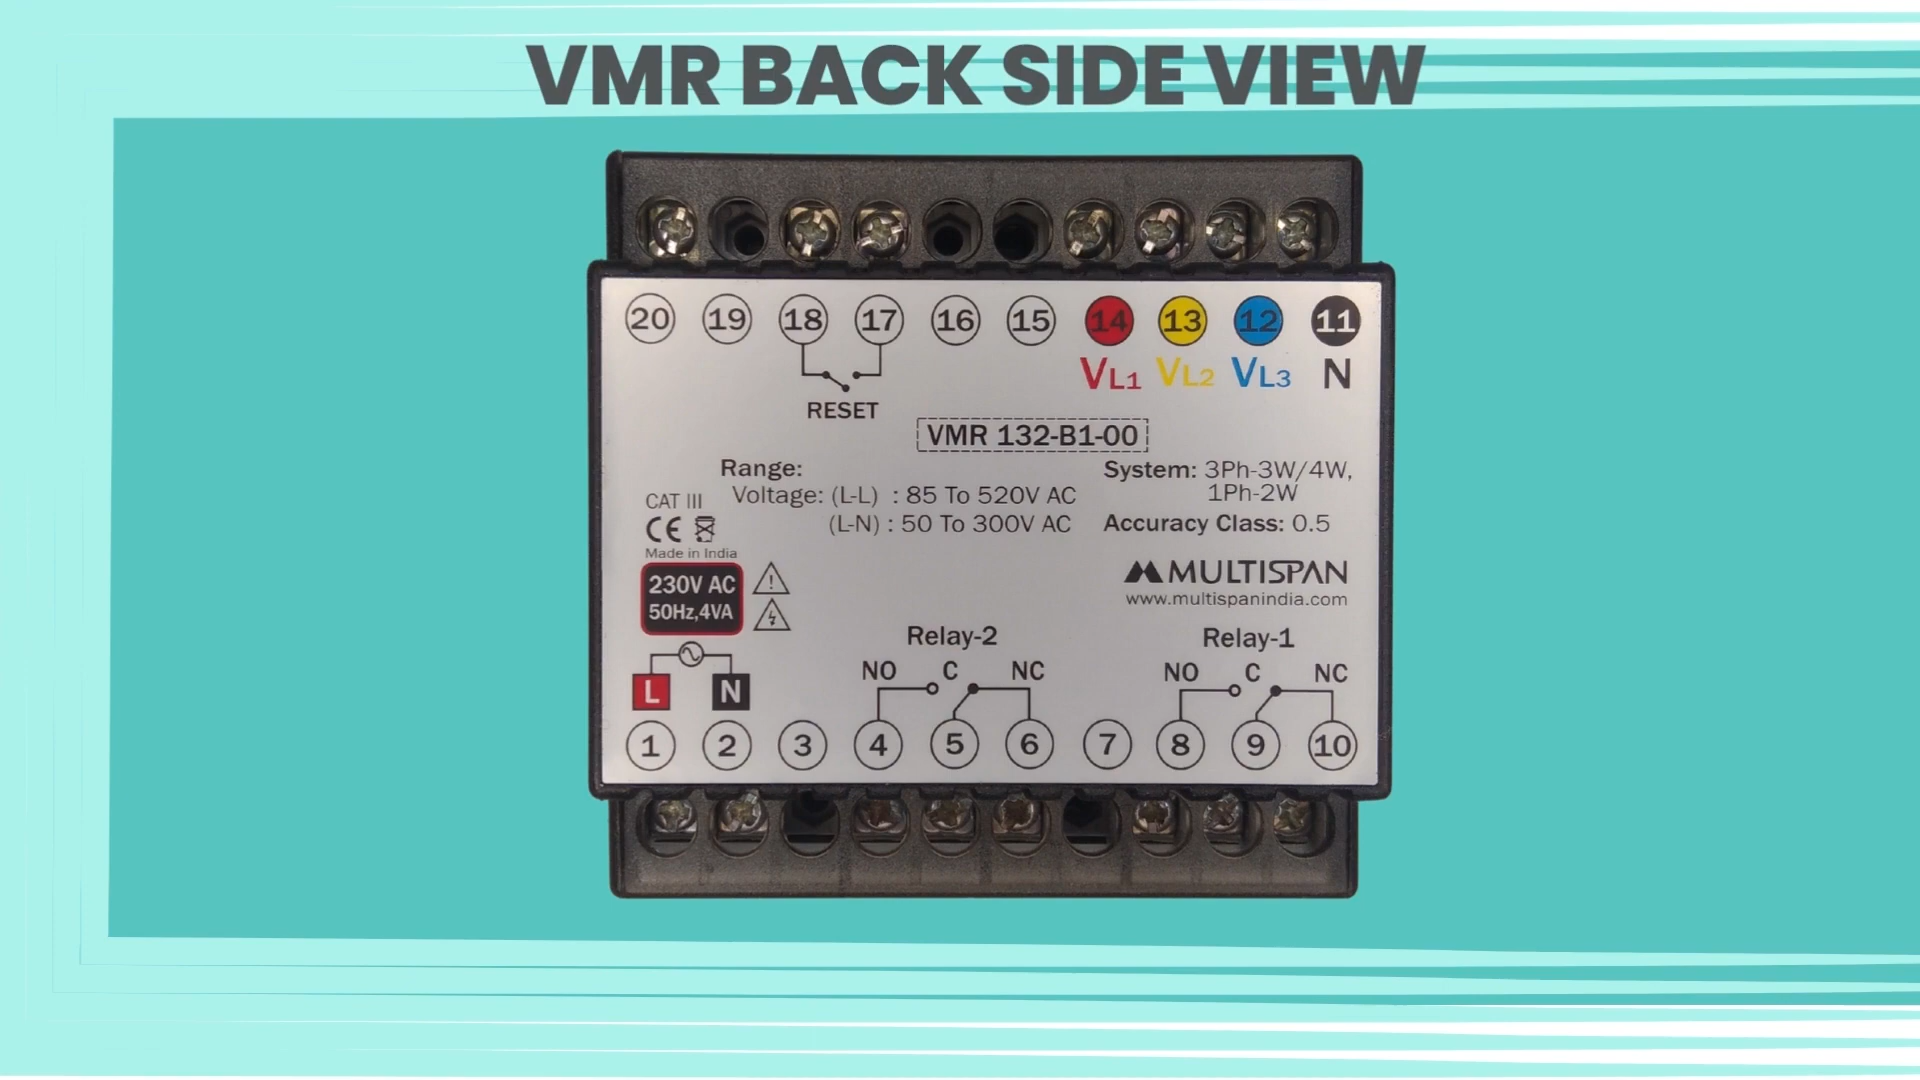 VMR BACK SIDE VIEW
20 19 18 17 16 15 14 13 12 11
VL1 VL2 VL3 N
RESET
VMR 132-B1-00
Range:
Voltage: (L-L) : 85 To 520V AC
(L-N) : 50 To 300V AC
System: 3Ph-3W/4W,
1Ph-2W
Accuracy Class: 0.5
CAT III
CE
Made in India
230V AC
50Hz,4VA
MULTISPAN
www.multispanindia.com
Relay-2
NO C NC
Relay-1
NO C NC
L N
1 2 3 4 5 6 7 8 9 10